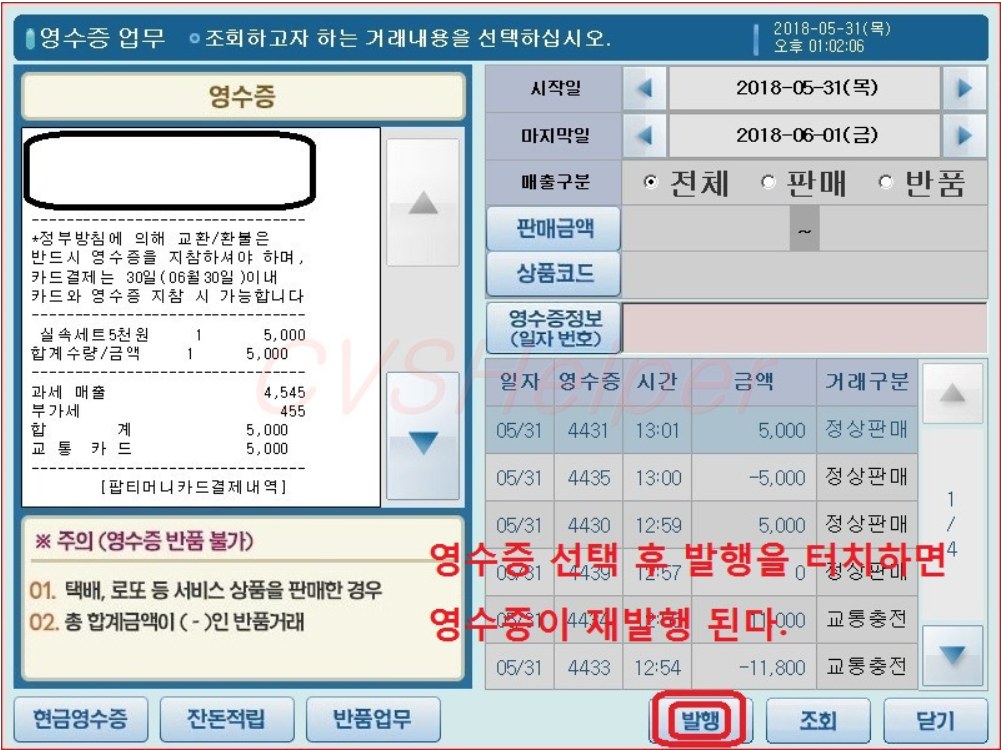 영수증 업무 ∘조회하고자 하는 거래내용을 선택하십시오.
2018-05-31(목)
오후 01:02:06
영수증
------------------------------
*정부방침에 의해 교환/환불은
반드시 영수증을 지참하셔야 하며,
카드결제는 30일(06월30일)이내
카드와 영수증 지참 시 가능합니다
------------------------------
실속세트5천원 1 5,000
합계수량/금액 1 5,000
------------------------------
과세 매출 4,545
부가세 455
합 계 5,000
교 통 카 드 5,000
------------------------------
[팝티머니카드결제내역]
※ 주의 (영수증 반품 불가)
01. 택배, 로또 등 서비스 상품을 판매한 경우
02. 총 합계금액이 ( - )인 반품거래
시작일 2018-05-31(목)
마지막일 2018-06-01(금)
매출구분 전체 판매 반품
판매금액 ~
상품코드
영수증정보
(일자 번호)
일자 영수증 시간 금액 거래구분
05/31 4431 13:01 5,000 정상판매
05/31 4435 13:00 -5,000 정상판매
05/31 4430 12:59 5,000 정상판매
05/31 4439 12:57 0 정상판매
05/31 4434 교통충전
05/31 4433 12:54 -11,800 교통충전
1
/
4
CVSHelper
영수증 선택 후 발행을 터치하면
영수증이 재발행 된다.
현금영수증 잔돈적립 반품업무 발행 조회 닫기